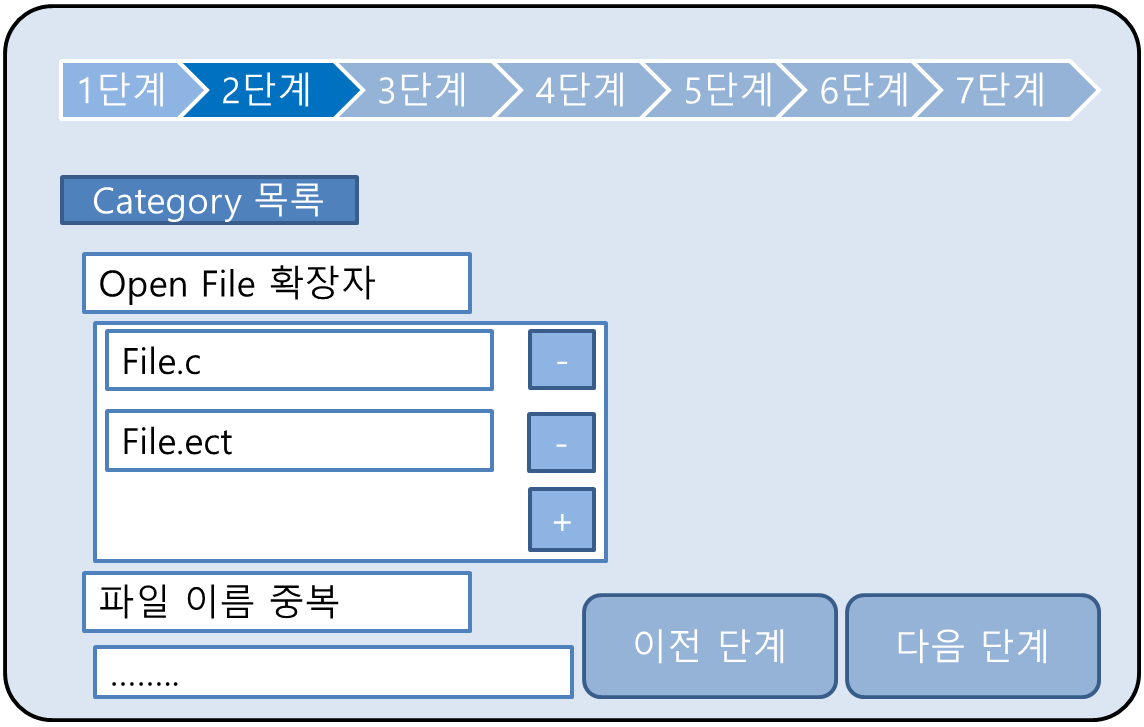 1단계 2단계 3단계 4단계 5단계 6단계 7단계
Category 목록
Open File 확장자
File.c -
File.ect -
+
파일 이름 중복
........
이전 단계 다음 단계